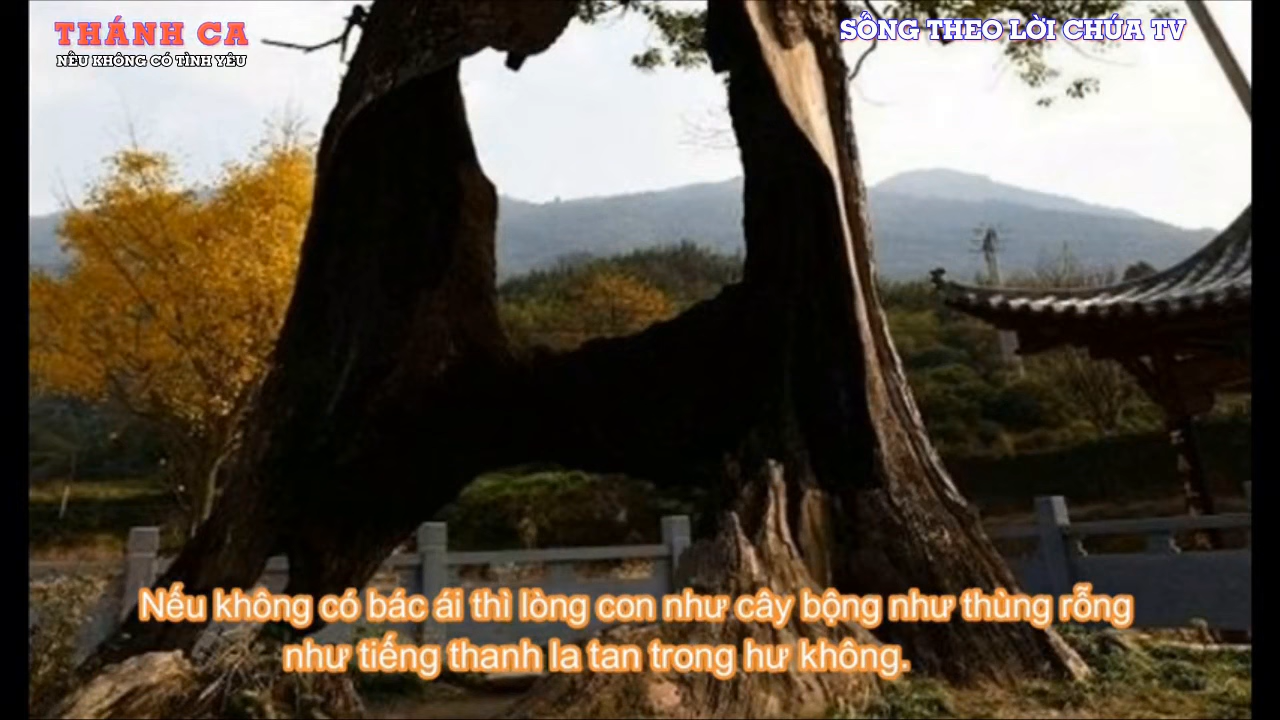 THÁNH CA
NẾU KHÔNG CÓ TÌNH YÊU
SỐNG THEO LỜI CHÚA TV
Nếu không có bác ái thì lòng con như cây bộng như thùng rỗng
như tiếng thanh la tan trong hư không.